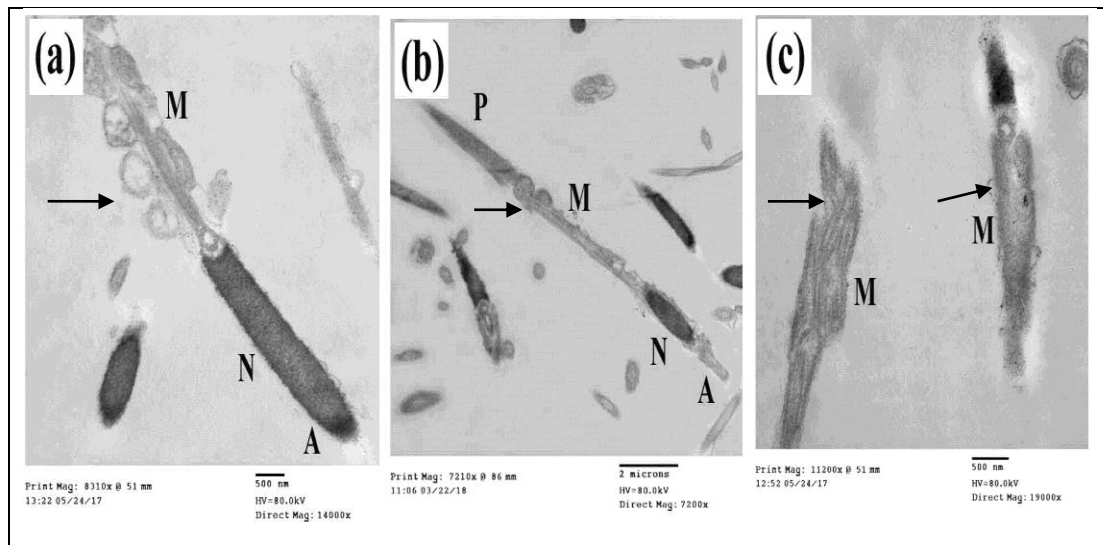 (a)
M
N
A
Print Mag: 8310x @ 51 mm
13:22 05/24/17
500 nm
HV=80.0kV
Direct Mag: 14000x
(b)
P
M
N
A
Print Mag: 7210x @ 86 mm
11:06 03/22/18
2 microns
HV=80.0kV
Direct Mag: 7200x
(c)
M
M
Print Mag: 11200x @ 51 mm
12:52 05/24/17
500 nm
HV=80.0kV
Direct Mag: 19000x